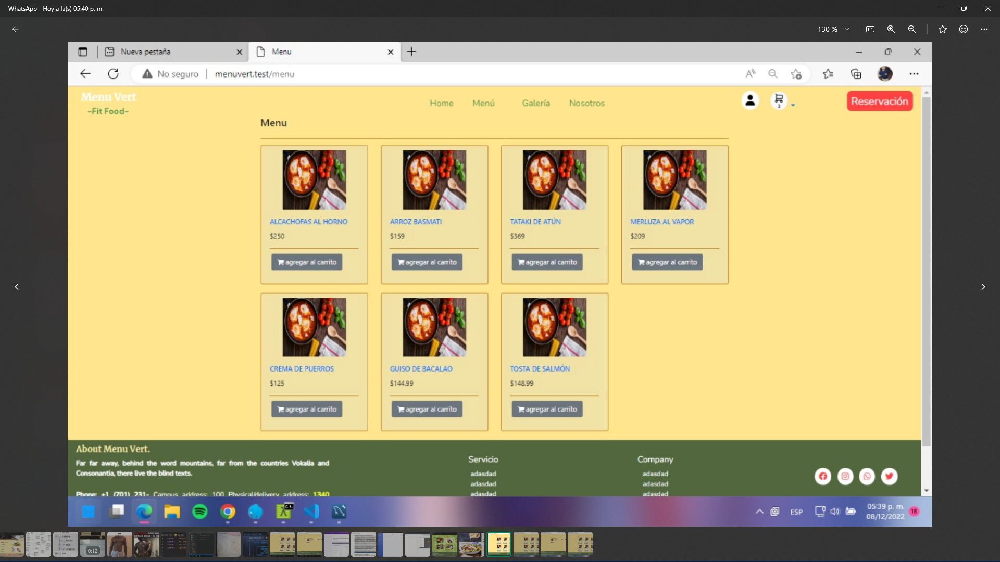 WhatsApp - Hoy a la(s) 05:40 p. m.
130 %
Nueva pestaña
Menu
No seguro
menuvert.test/menu
Menu Vert
-Fit Food-
Home
Menú
Galería
Nosotros
3
Reservación
Menu
ALCACHOFAS AL HORNO
$250
agregar al carrito
ARROZ BASMATI
$159
agregar al carrito
TATAKI DE ATÚN
$369
agregar al carrito
MERLUZA AL VAPOR
$209
agregar al carrito
CREMA DE PUERROS
$125
agregar al carrito
GUISO DE BACALAO
$144.99
agregar al carrito
TOSTA DE SALMÓN
$148.99
agregar al carrito
About Menu Vert.
Far far away, behind the word mountains, far from the countries Vokalia and
Consonantia, there live the blind texts.
Phone: +1 (701) 231- Campus address: 100 Physical/delivery address: 1340
Servicio
adasdad
adasdad
adasdad
Company
adasdad
adasdad
adasdad
ESP
05:39 p. m.
08/12/2022
18
0:12